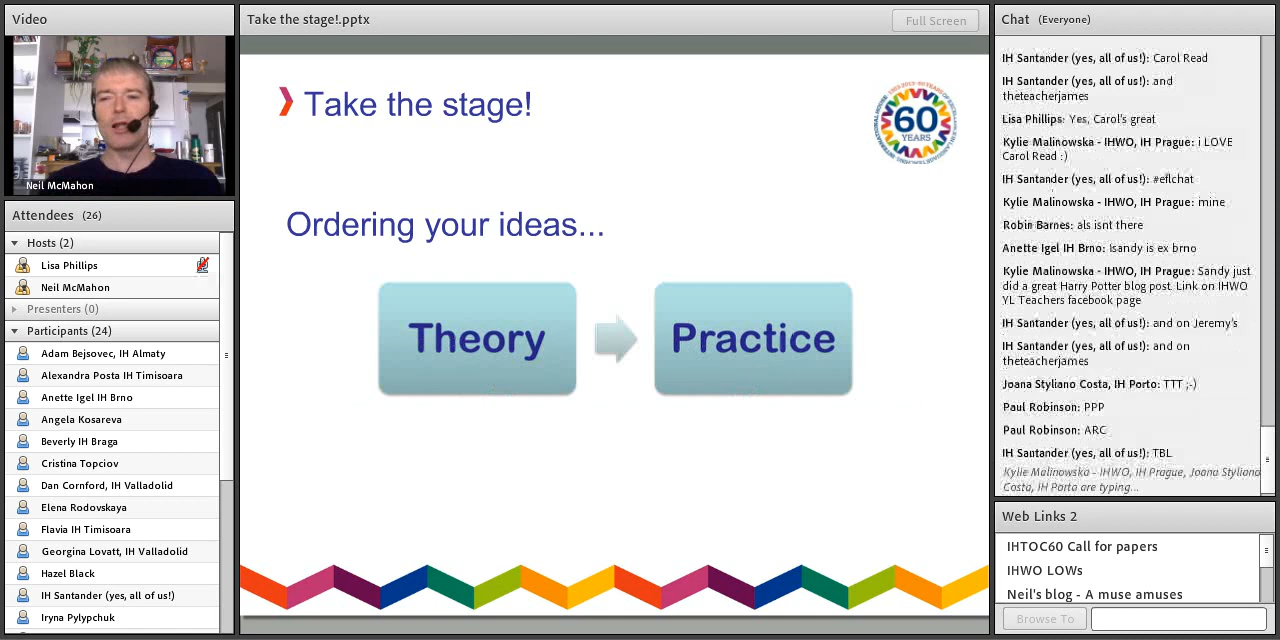 Video
Neil McMahon
Attendees (26)
Hosts (2)
Lisa Phillips
Neil McMahon
Presenters (0)
Participants (24)
Adam Bejsovec, IH Almaty
Alexandra Posta IH Timisoara
Anette Igel IH Brno
Angela Kosareva
Beverly IH Braga
Cristina Topciov
Dan Cornford, IH Valladolid
Elena Rodovskaya
Flavia IH Timisoara
Georgina Lovatt, IH Valladolid
Hazel Black
IH Santander (yes, all of us!)
Iryna Pylypchuk
Take the stage!.pptx
Full Screen
Take the stage!
60
YEARS
Ordering your ideas...
Theory
Practice
Chat (Everyone)
IH Santander (yes, all of us!): Carol Read
IH Santander (yes, all of us!): and
theteacherjames
Lisa Phillips: Yes, Carol's great
Kylie Malinowska - IHWO, IH Prague: i LOVE
Carol Read :)
IH Santander (yes, all of us!): #eflchat
Kylie Malinowska - IHWO, IH Prague: mine
Robin Barnes: als isnt there
Anette Igel IH Brno: lsandy is ex brno
Kylie Malinowska - IHWO, IH Prague: Sandy just
did a great Harry Potter blog post. Link on IHWO
YL Teachers facebook page
IH Santander (yes, all of us!): and on Jeremy's
IH Santander (yes, all of us!): and on
theteacherjames
Joana Styliano Costa, IH Porto: TTT ;-)
Paul Robinson: PPP
Paul Robinson: ARC
IH Santander (yes, all of us!): TBL
Kylie Malinowska - IHWO, IH Prague, Joana Styliano
Costa, IH Porto are typing...
Web Links 2
IHTOC60 Call for papers
IHWO LOWs
Neil's blog - A muse amuses
Browse To